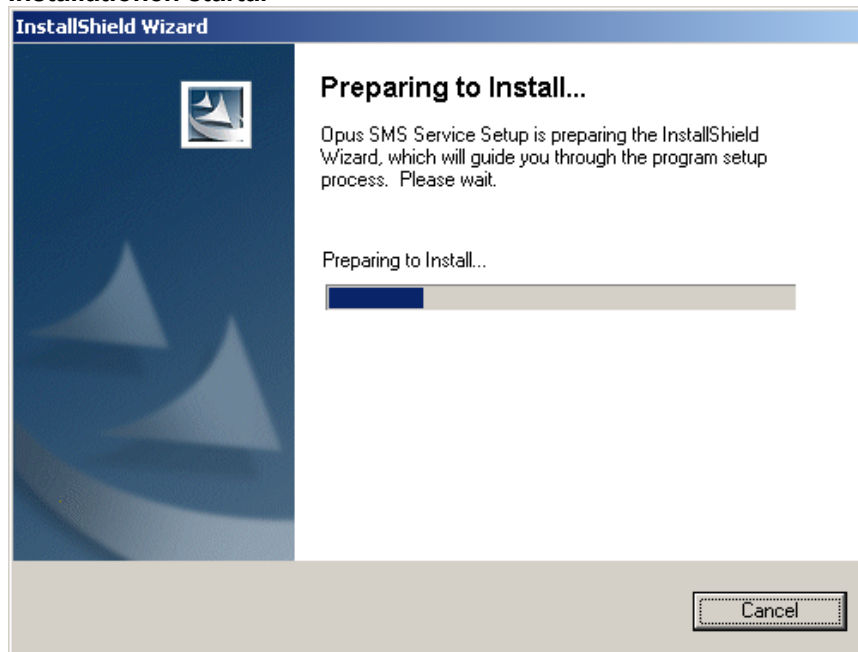 InstallShield Wizard
Preparing to Install...
Opus SMS Service Setup is preparing the InstallShield
Wizard, which will guide you through the program setup
process. Please wait.
Preparing to Install...
Cancel